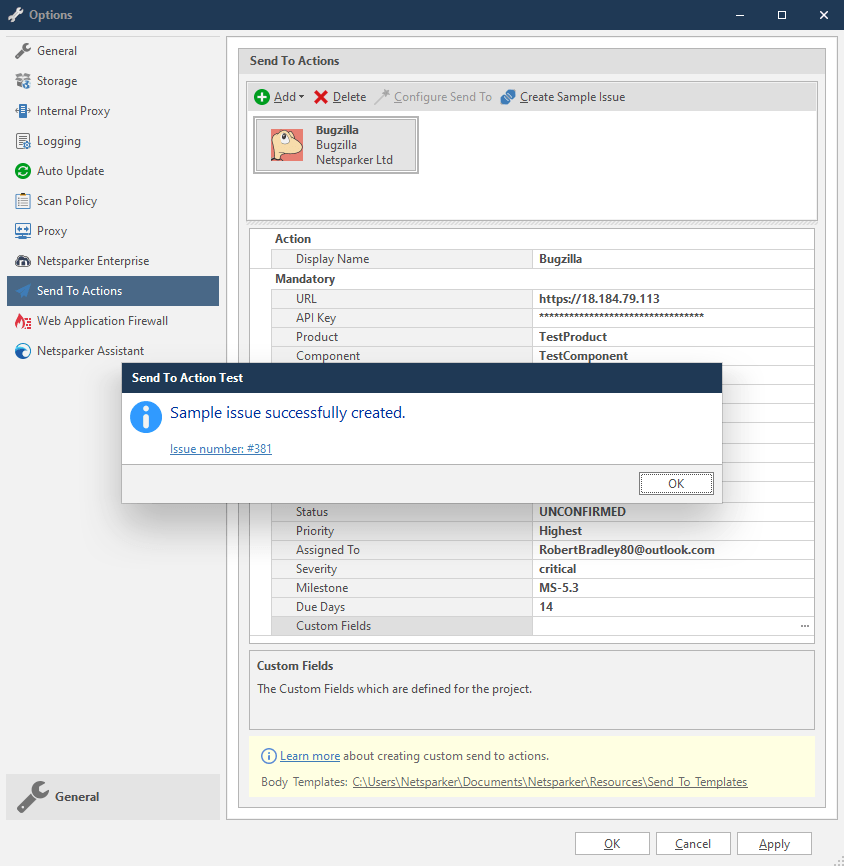 Options
General
Storage
Internal Proxy
Logging
Auto Update
Scan Policy
Proxy
Netsparker Enterprise
Send To Actions
Web Application Firewall
Netsparker Assistant
General
Send To Actions
Add Delete Configure Send To Create Sample Issue
Bugzilla
Bugzilla
Netsparker Ltd
Action
Display Name Bugzilla
Mandatory
URL https://18.184.79.113
API Key *********************************
Product TestProduct
Component TestComponent
Send To Action Test
Sample issue successfully created.
Issue number: #381
OK
Status UNCONFIRMED
Priority Highest
Assigned To RobertBradley80@outlook.com
Severity critical
Milestone MS-5.3
Due Days 14
Custom Fields ...
Custom Fields
The Custom Fields which are defined for the project.
Learn more about creating custom send to actions.
Body Templates: C:\Users\Netsparker\Documents\Netsparker\Resources\Send To Templates
OK Cancel Apply